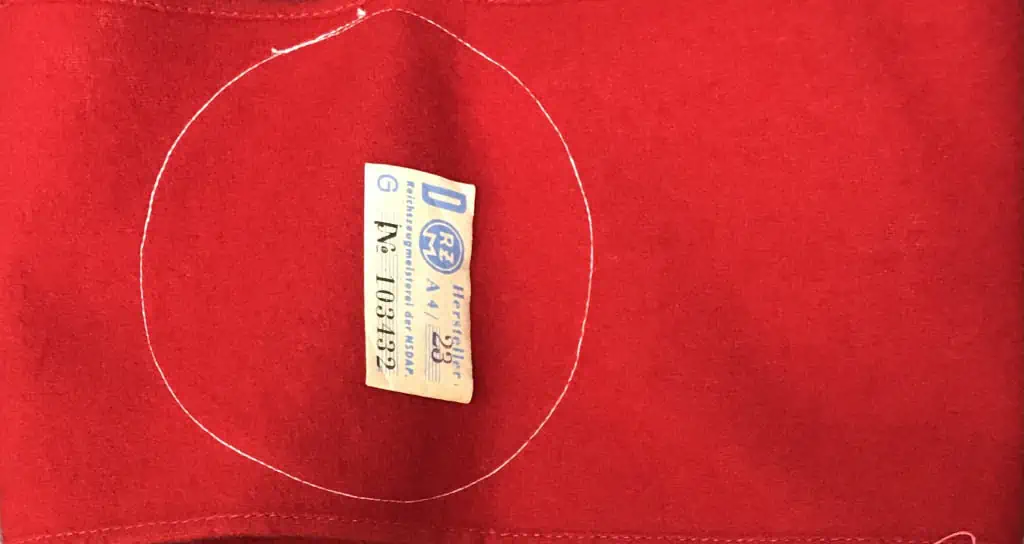 D
RZM
Hersteller:
A4/ 23
Reichszeugmeisterei der NSDAP.
G № 103432